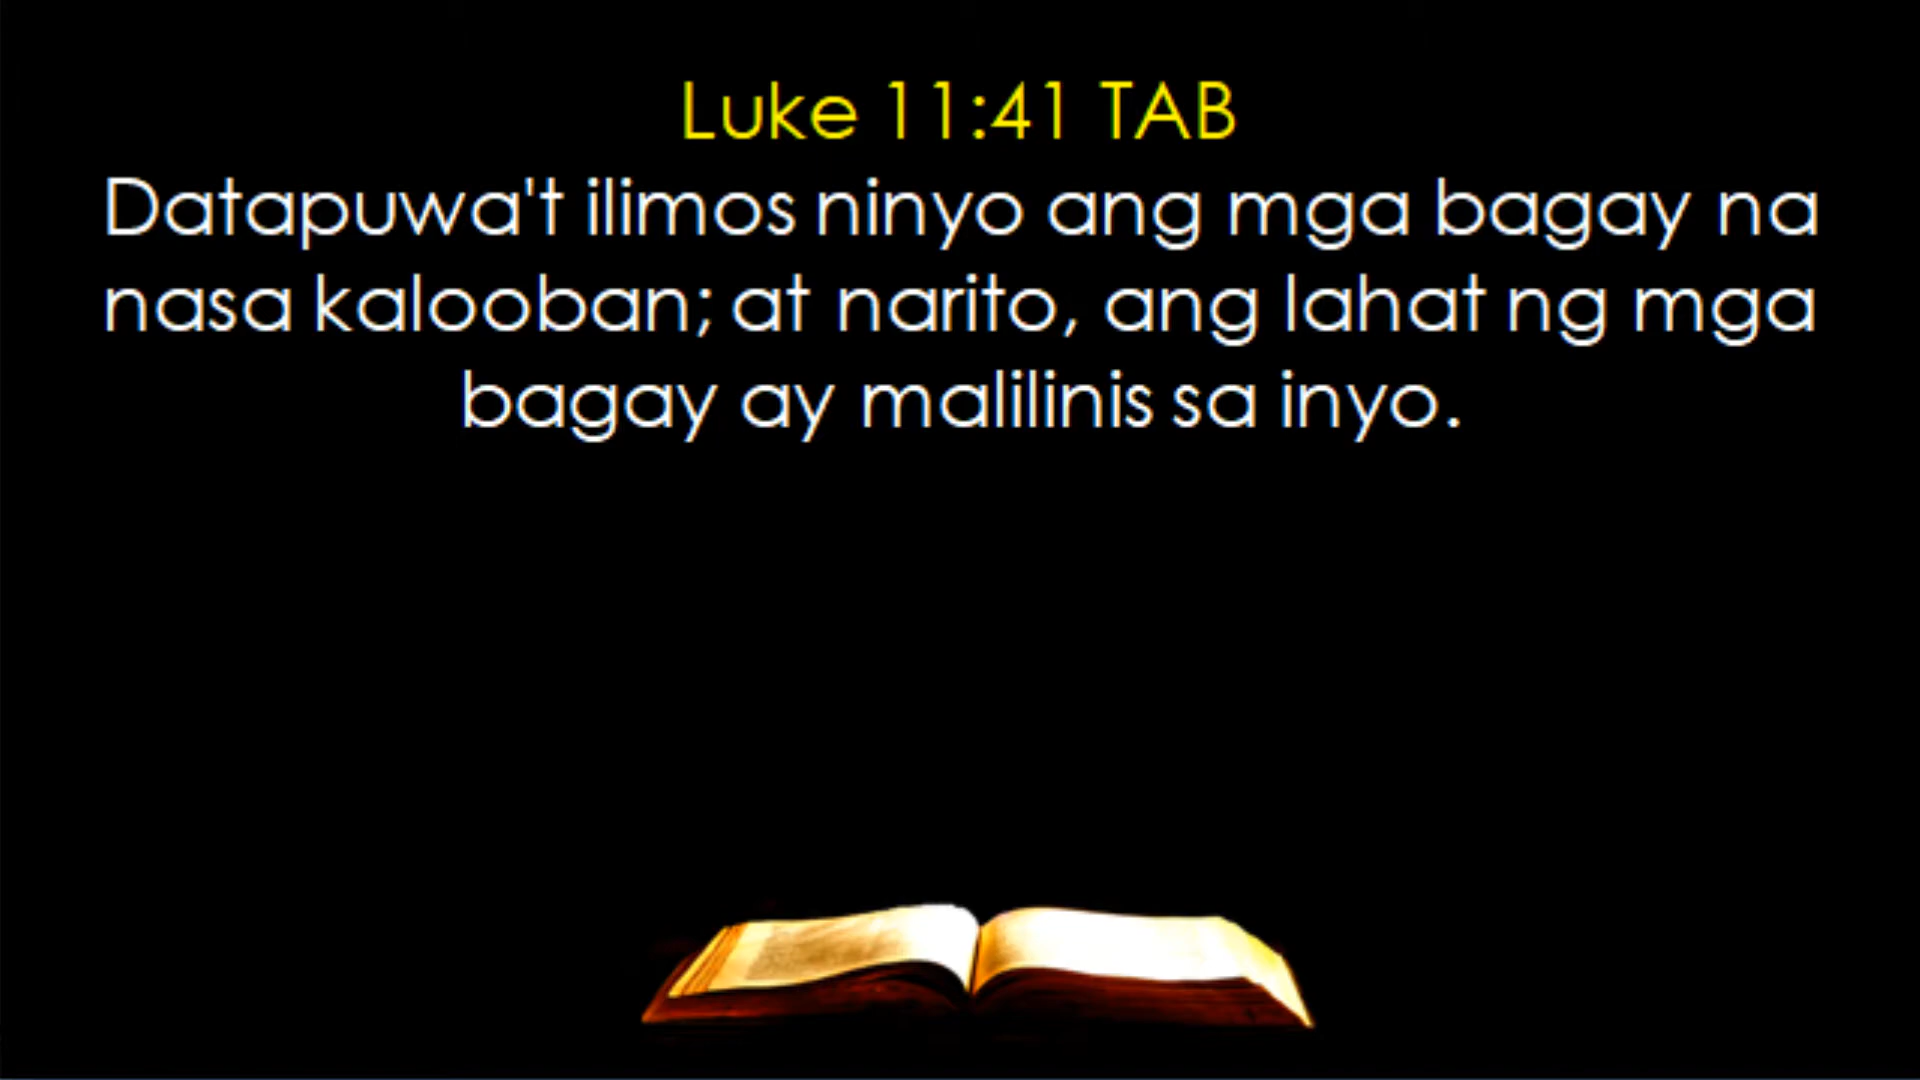 Luke 11:41 TAB
Datapuwa't ilimos ninyo ang mga bagay na
nasa kalooban; at narito, ang lahat ng mga
bagay ay malilinis sa inyo.